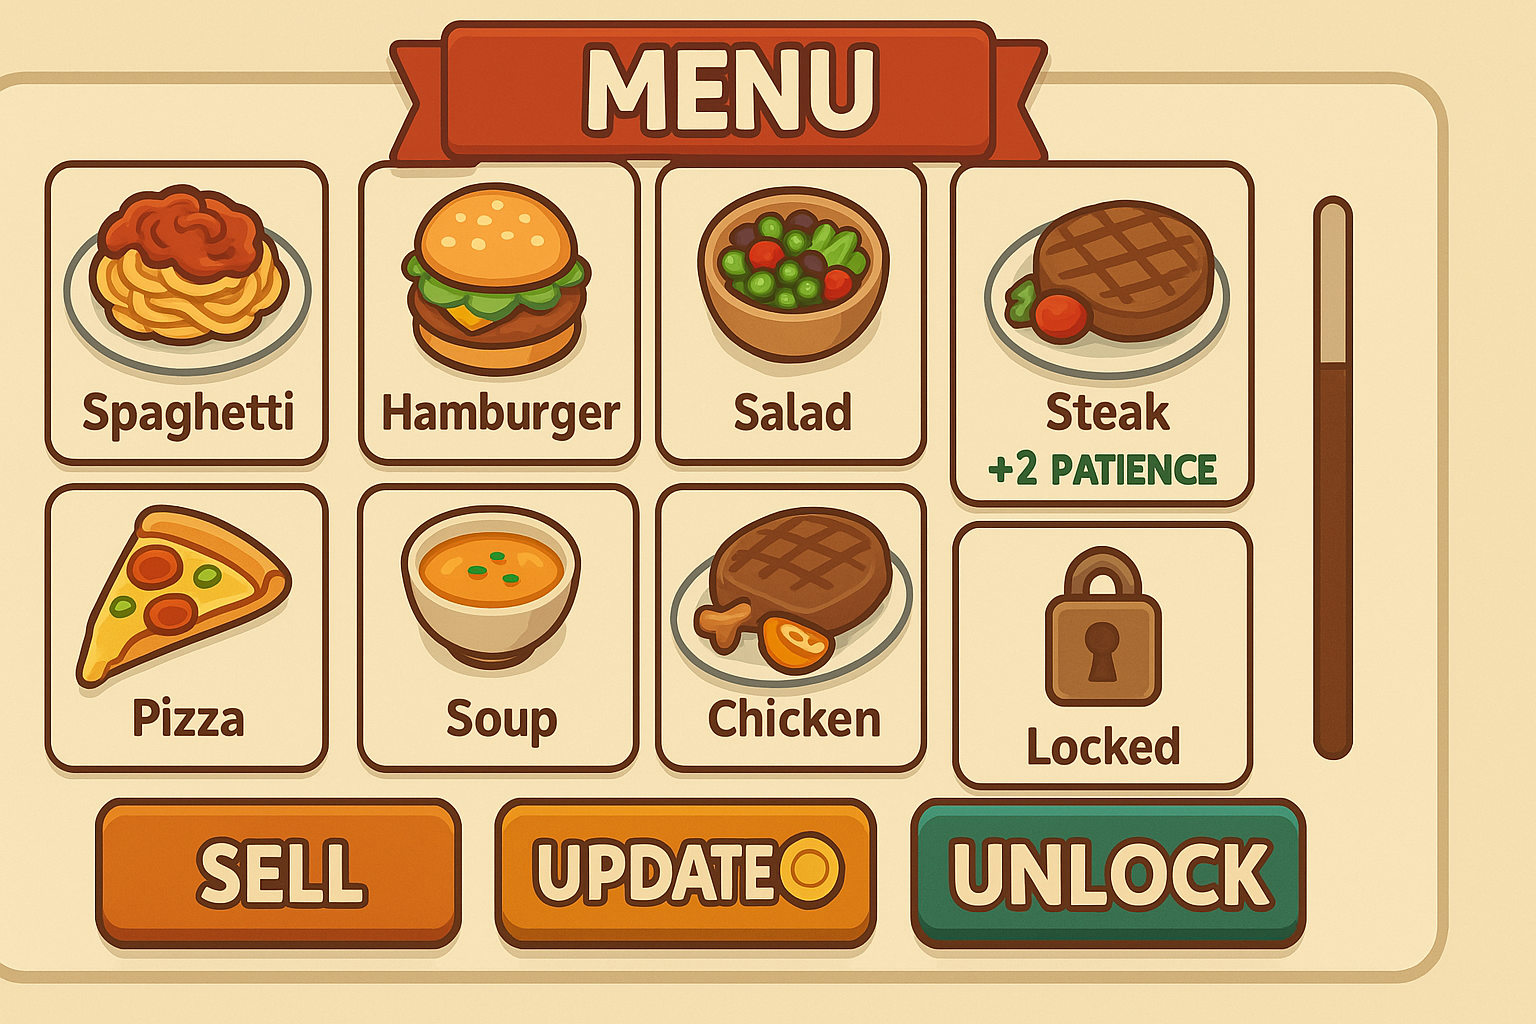 MENU
Spaghetti
Hamburger
Salad
Steak
+2 PATIENCE
Pizza
Soup
Chicken
Locked
SELL
UPDATE
UNLOCK